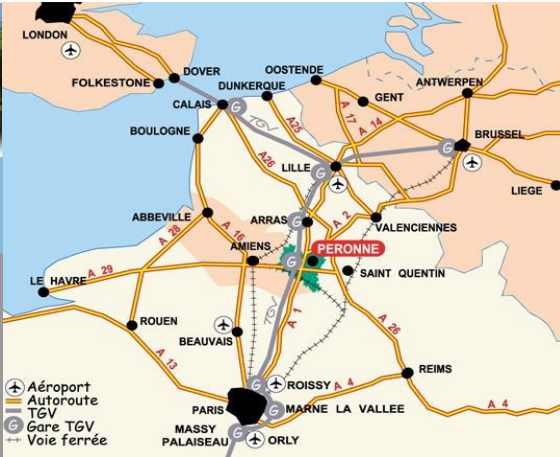 LONDON
DOVER
FOLKESTONE
CALAIS
G
DUNKERQUE
OOSTENDE
ANTWERPEN
GENT
A 17
A 14
A25
TGV
BOULOGNE
A26
LILLE
G
G
BRUSSEL
LIEGE
ABBEVILLE
ARRAS
G
A 2
VALENCIENNES
A 28
A 16
AMIENS
G
PERONNE
SAINT QUENTIN
LE HAVRE
A 29
TGV
A 1
ROUEN
BEAUVAIS
A 26
A 13
REIMS
G
ROISSY
A 4
A 4
PARIS
G
MARNE LA VALLEE
MASSY
PALAISEAU
G
ORLY
Aéroport
Autoroute
TGV
G Gare TGV
Voie ferrée